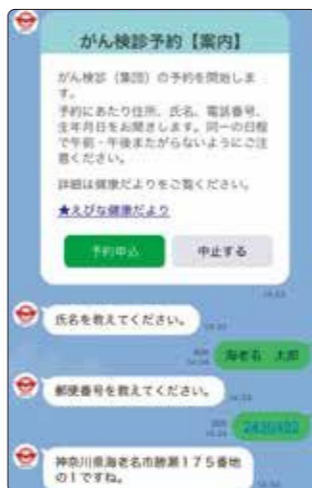 がん検診予約【案内】
がん検診（集団）の予約を開始しま
す。
予約にあたり住所、氏名、電話番号、
生年月日をお聞きします。同一の日程
で午前・午後またがらないようにご注
意ください。
詳細は健康だよりをご覧ください。
★えびな健康だより
予約申込
中止する
氏名を教えてください。
海老名 太郎
郵便番号を教えてください。
2430422
神奈川県海老名市勝瀬175番地
の1ですね。